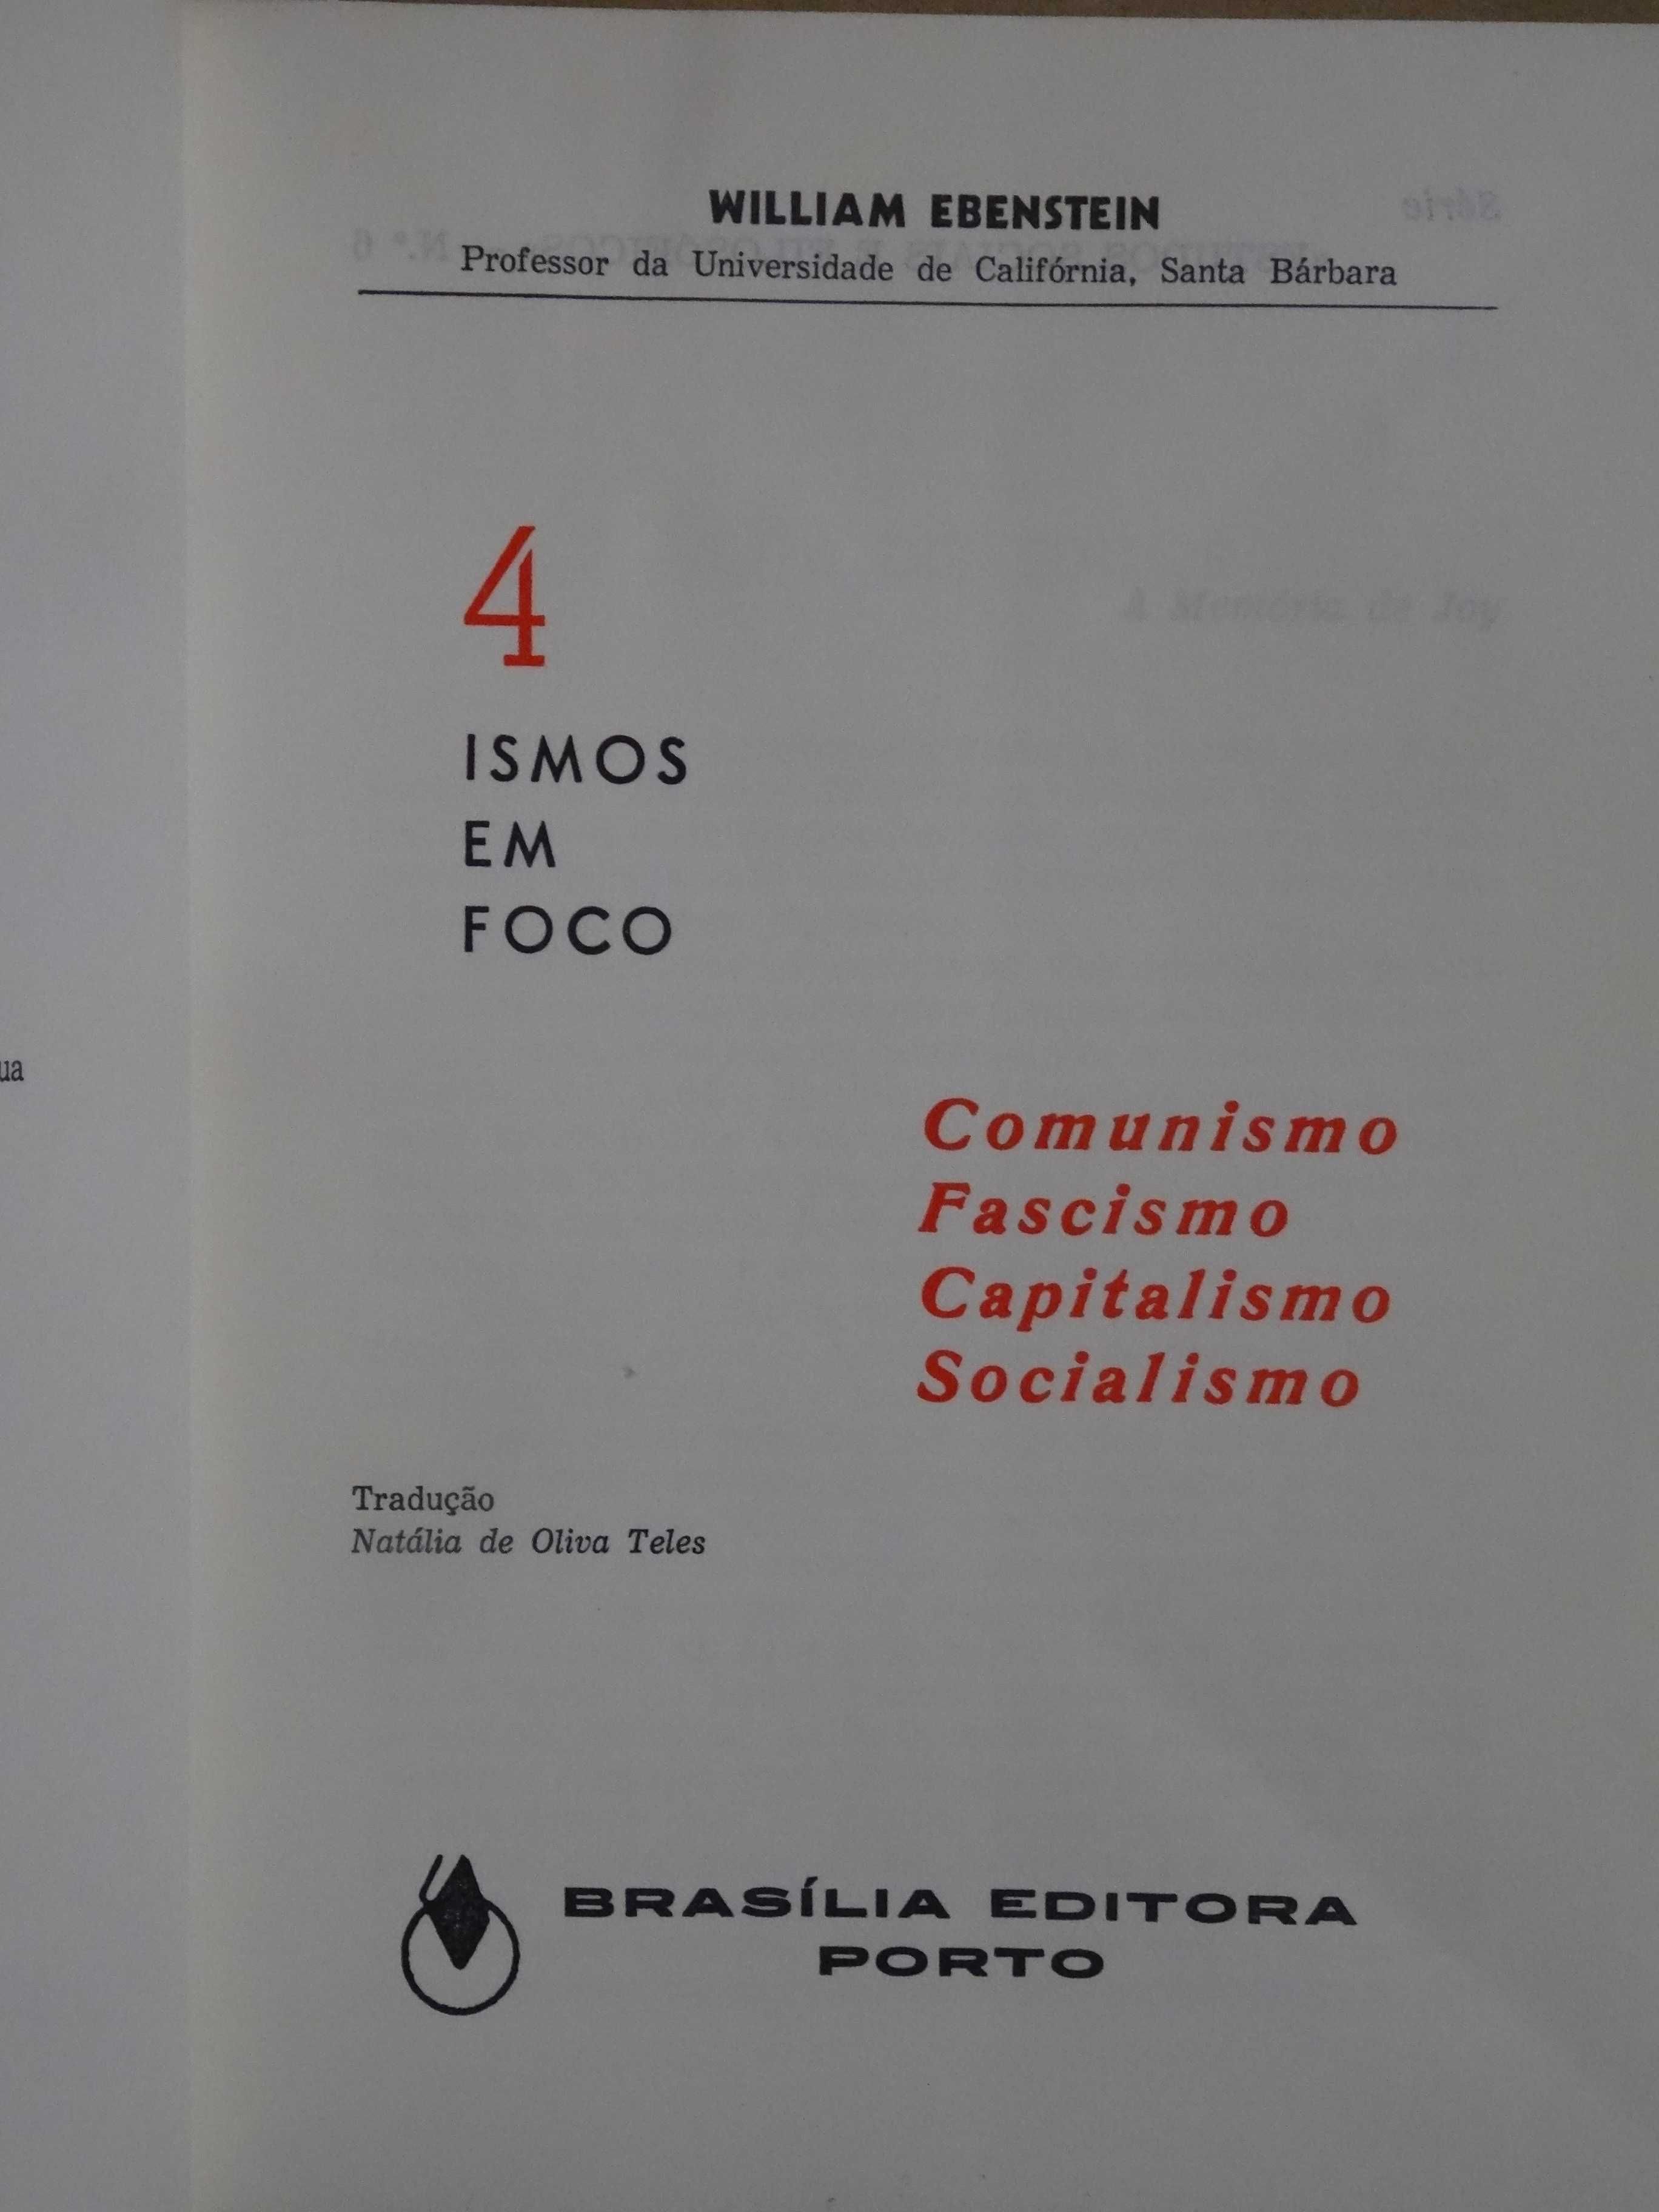 WILLIAM EBENSTEIN
Professor da Universidade de Califórnia, Santa Bárbara
4
ISMOS
EM
FOCO
ua
Comunismo
Fascismo
Capitalismo
Socialismo
Tradução
Natália de Oliva Teles
BRASÍLIA EDITORA
PORTO